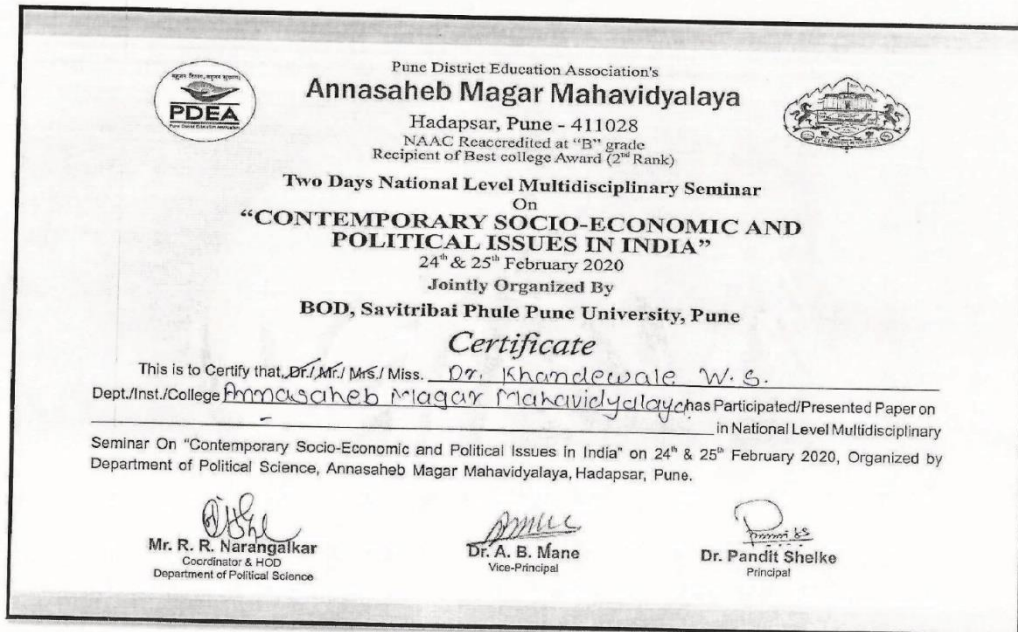 Pune District Education Association's
Annasaheb Magar Mahavidyalaya
Hadapsar, Pune - 411028
NAAC Reaccredited at "B" grade
Recipient of Best college Award (2nd Rank)
PDEA
Two Days National Level Multidisciplinary Seminar
On
"CONTEMPORARY SOCIO-ECONOMIC AND
POLITICAL ISSUES IN INDIA"
24th & 25th February 2020
Jointly Organized By
BOD, Savitribai Phule Pune University, Pune
Certificate
This is to Certify that, Dr./ Mr./ Mrs./ Miss. Dr. Khandewale W. S.
Dept./Inst./College Annasaheb Magar Mahavidyalaya has Participated/Presented Paper on
- in National Level Multidisciplinary
Seminar On "Contemporary Socio-Economic and Political Issues in India" on 24th & 25th February 2020, Organized by
Department of Political Science, Annasaheb Magar Mahavidyalaya, Hadapsar, Pune.
Mr. R. R. Narangalkar
Coordinator & HOD
Department of Political Science
Dr. A. B. Mane
Vice-Principal
Dr. Pandit Shelke
Principal